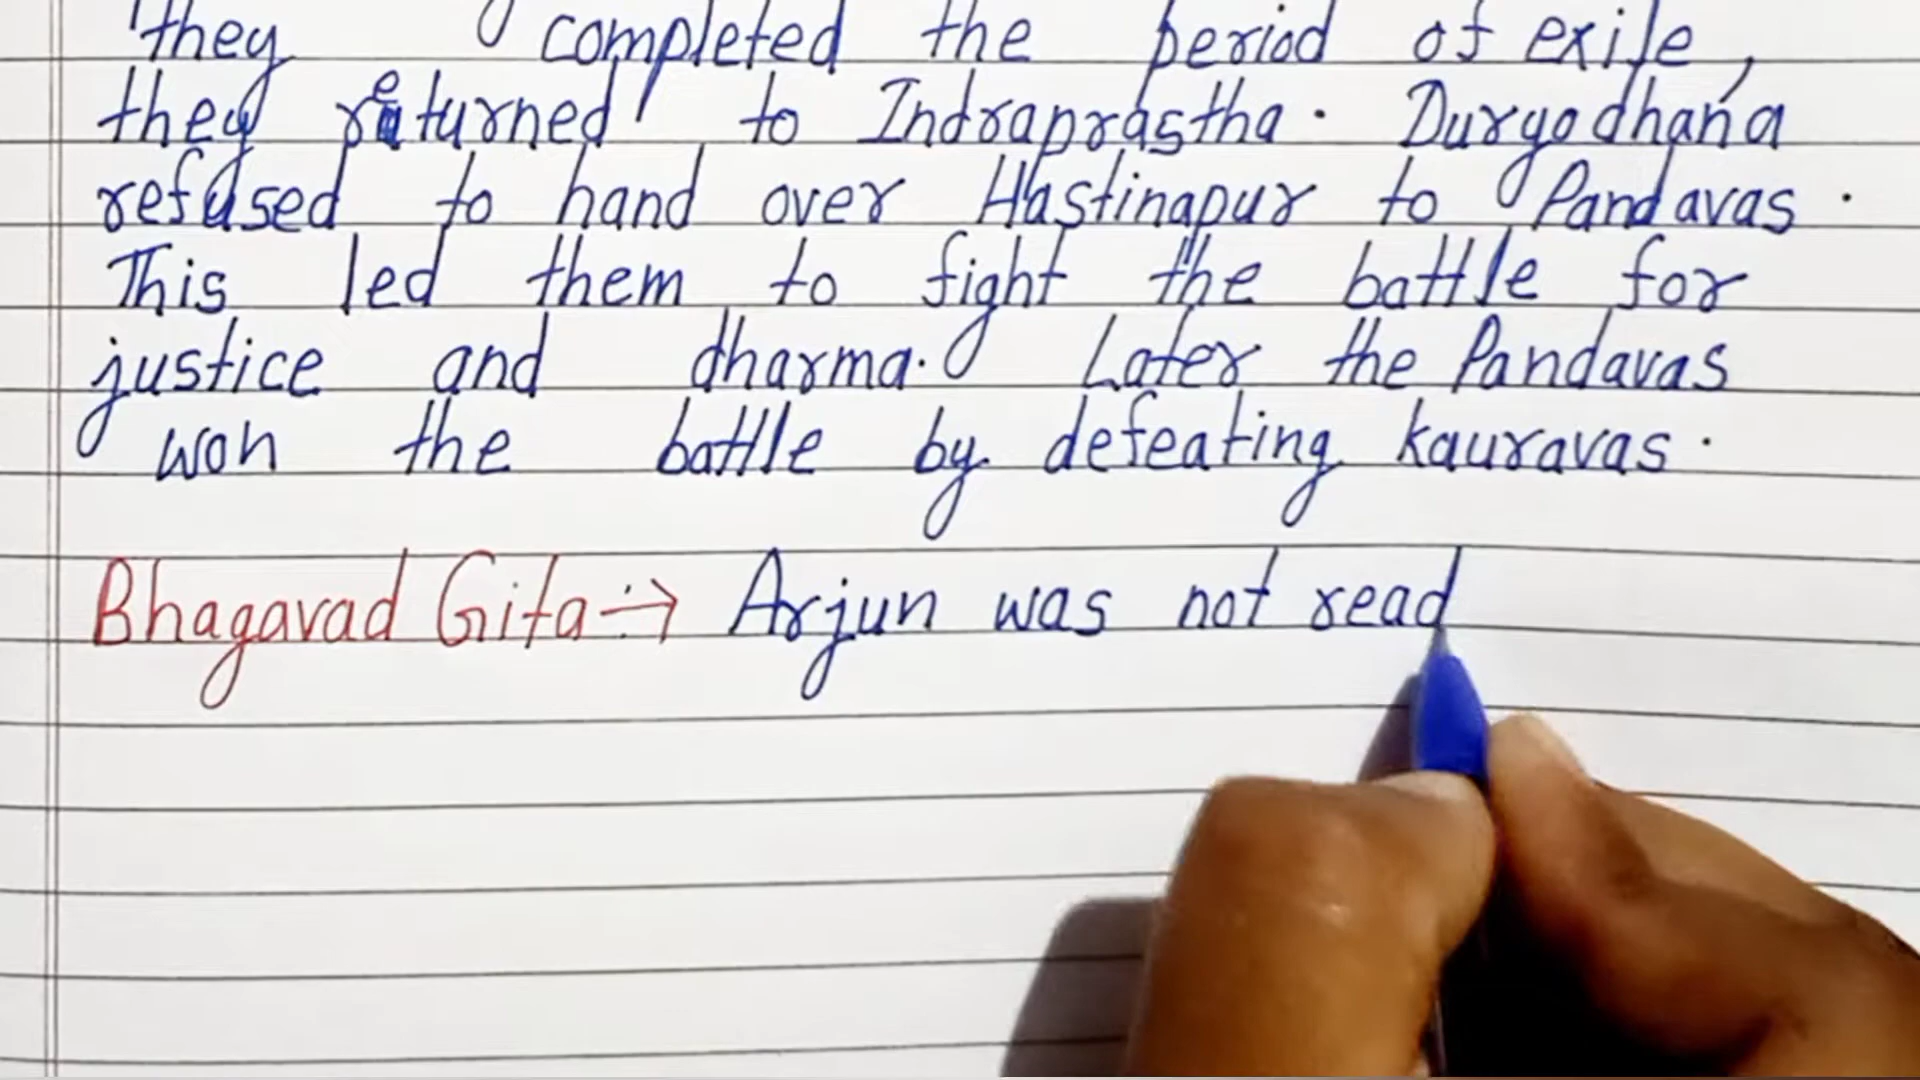 they completed the period of exile,
they returned to Indraprastha. Duryodhana
refused to hand over Hastinapur to Pandavas.
This led them to fight the battle for
justice and dharma. Later the Pandavas
won the battle by defeating kauravas.
Bhagavad Gita:→ Arjun was not read